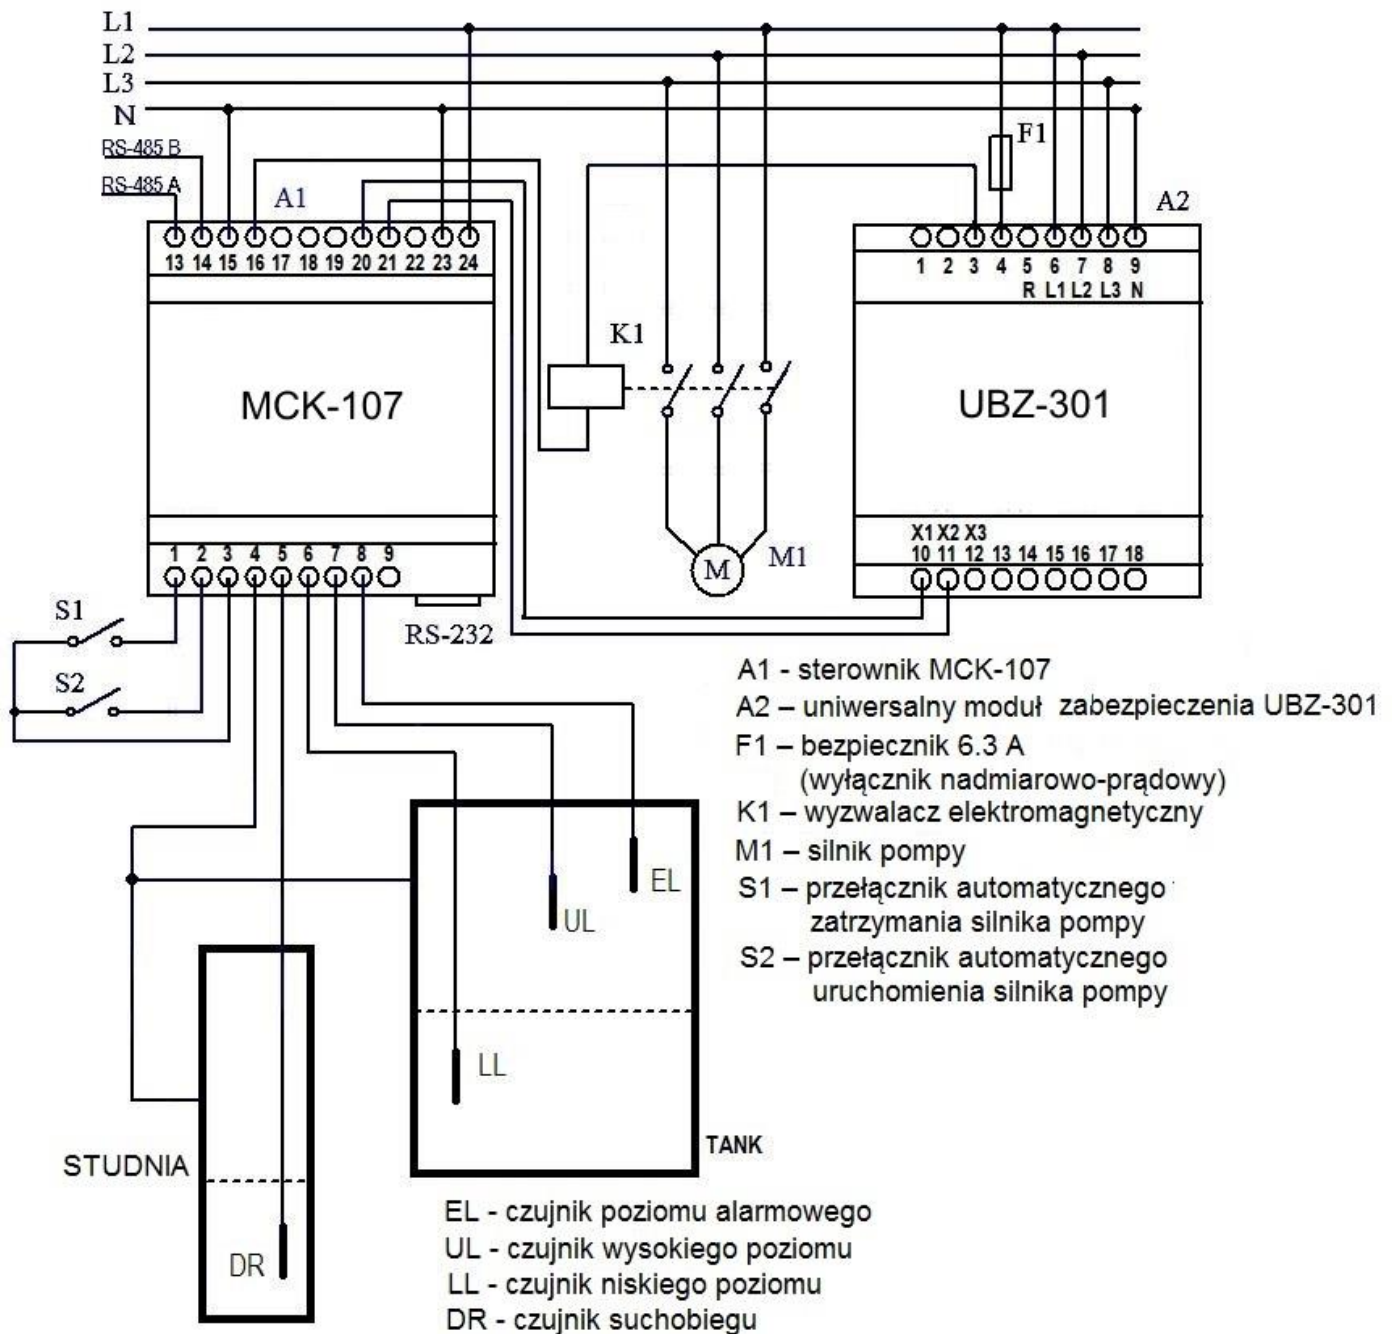 L1
L2
L3
N
RS-485 B
RS-485 A
A1
F1
A2
13 14 15 16 17 18 19 20 21 22 23 24
1 2 3 4 5 6 7 8 9
R L1 L2 L3 N
K1
MCK-107
UBZ-301
X1 X2 X3
10 11 12 13 14 15 16 17 18
1 2 3 4 5 6 7 8 9
M
M1
S1
RS-232
S2
A1 - sterownik MCK-107
A2 – uniwersalny moduł zabezpieczenia UBZ-301
F1 – bezpiecznik 6.3 A
(wyłącznik nadmiarowo-prądowy)
K1 – wyzwalacz elektromagnetyczny
M1 – silnik pompy
S1 – przełącznik automatycznego
zatrzymania silnika pompy
S2 – przełącznik automatycznego
uruchomienia silnika pompy
EL
UL
LL
TANK
STUDNIA
DR
EL - czujnik poziomu alarmowego
UL - czujnik wysokiego poziomu
LL - czujnik niskiego poziomu
DR - czujnik suchobiegu